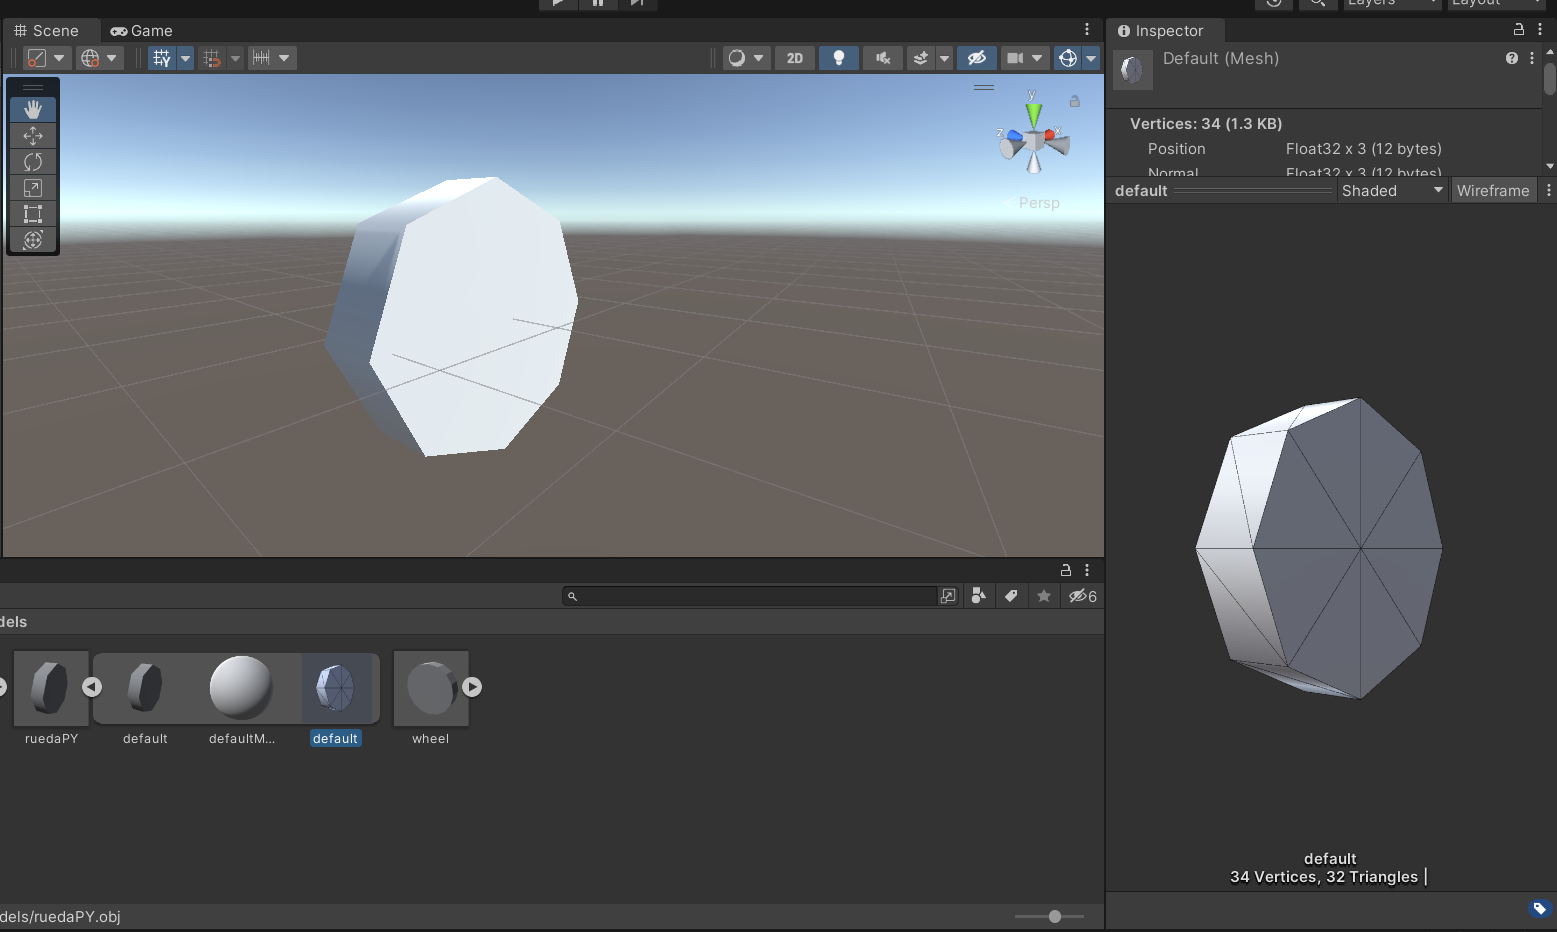 Layers
Layout
Scene
Game
Inspector
2D
Default (Mesh)
y
z
x
Persp
Vertices: 34 (1.3 KB)
Position
Float32 x 3 (12 bytes)
Normal
Float32 x 3 (12 bytes)
default
Shaded
Wireframe
6
dels
ruedaPY
default
defaultM...
default
wheel
default
34 Vertices, 32 Triangles |
dels/ruedaPY.obj